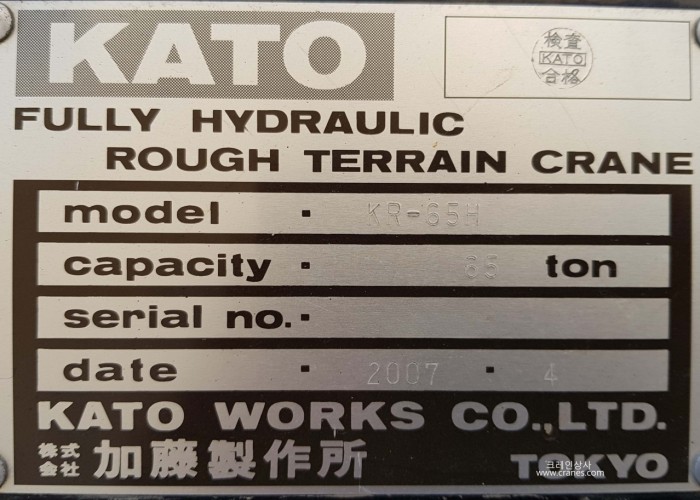 KATO
検査
KATO
合格
FULLY HYDRAULIC
ROUGH TERRAIN CRANE
model · KR-65H
capacity · 65 ton
serial no. ·
date · 2007 · 4
KATO WORKS CO.,LTD.
株式会社 加藤製作所 TOKYO
크레인상사
www.cranes.com